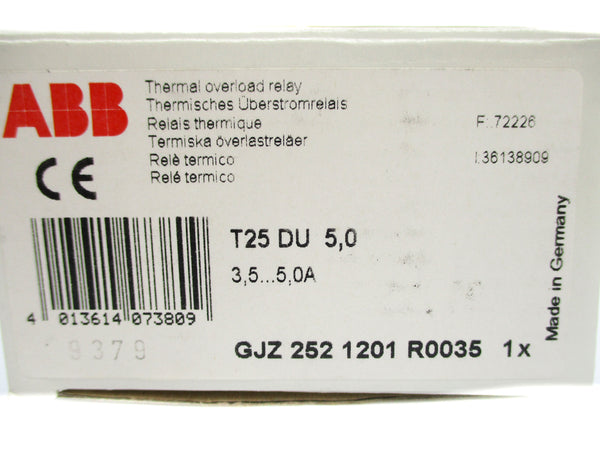 ABB
Thermal overload relay
Thermisches Überstromrelais
Relais thermique
Termiska överlastreläer
Relè termico
Relé termico
F..72226
I.36138909
CE
T25 DU 5,0
3,5...5,0A
4 013614 073809
9379
GJZ 252 1201 R0035 1x
Made in Germany